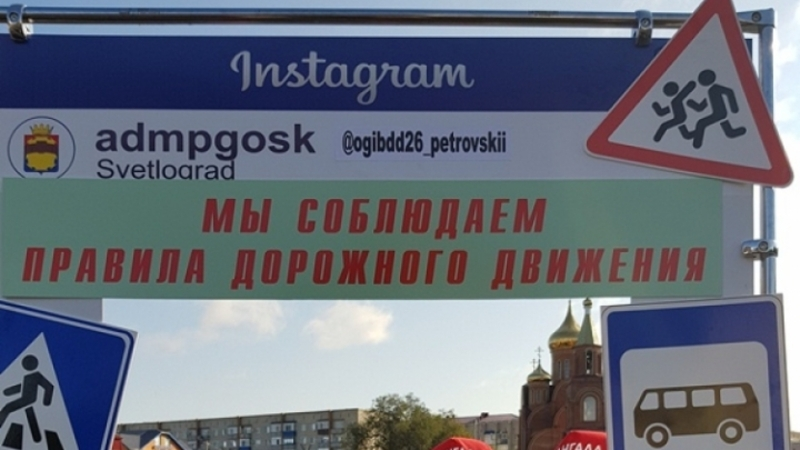 Instagram
admpgosk
@ogibdd26_petrovskii
Svetlograd
МЫ СОБЛЮДАЕМ
ПРАВИЛА ДОРОЖНОГО ДВИЖЕНИЯ